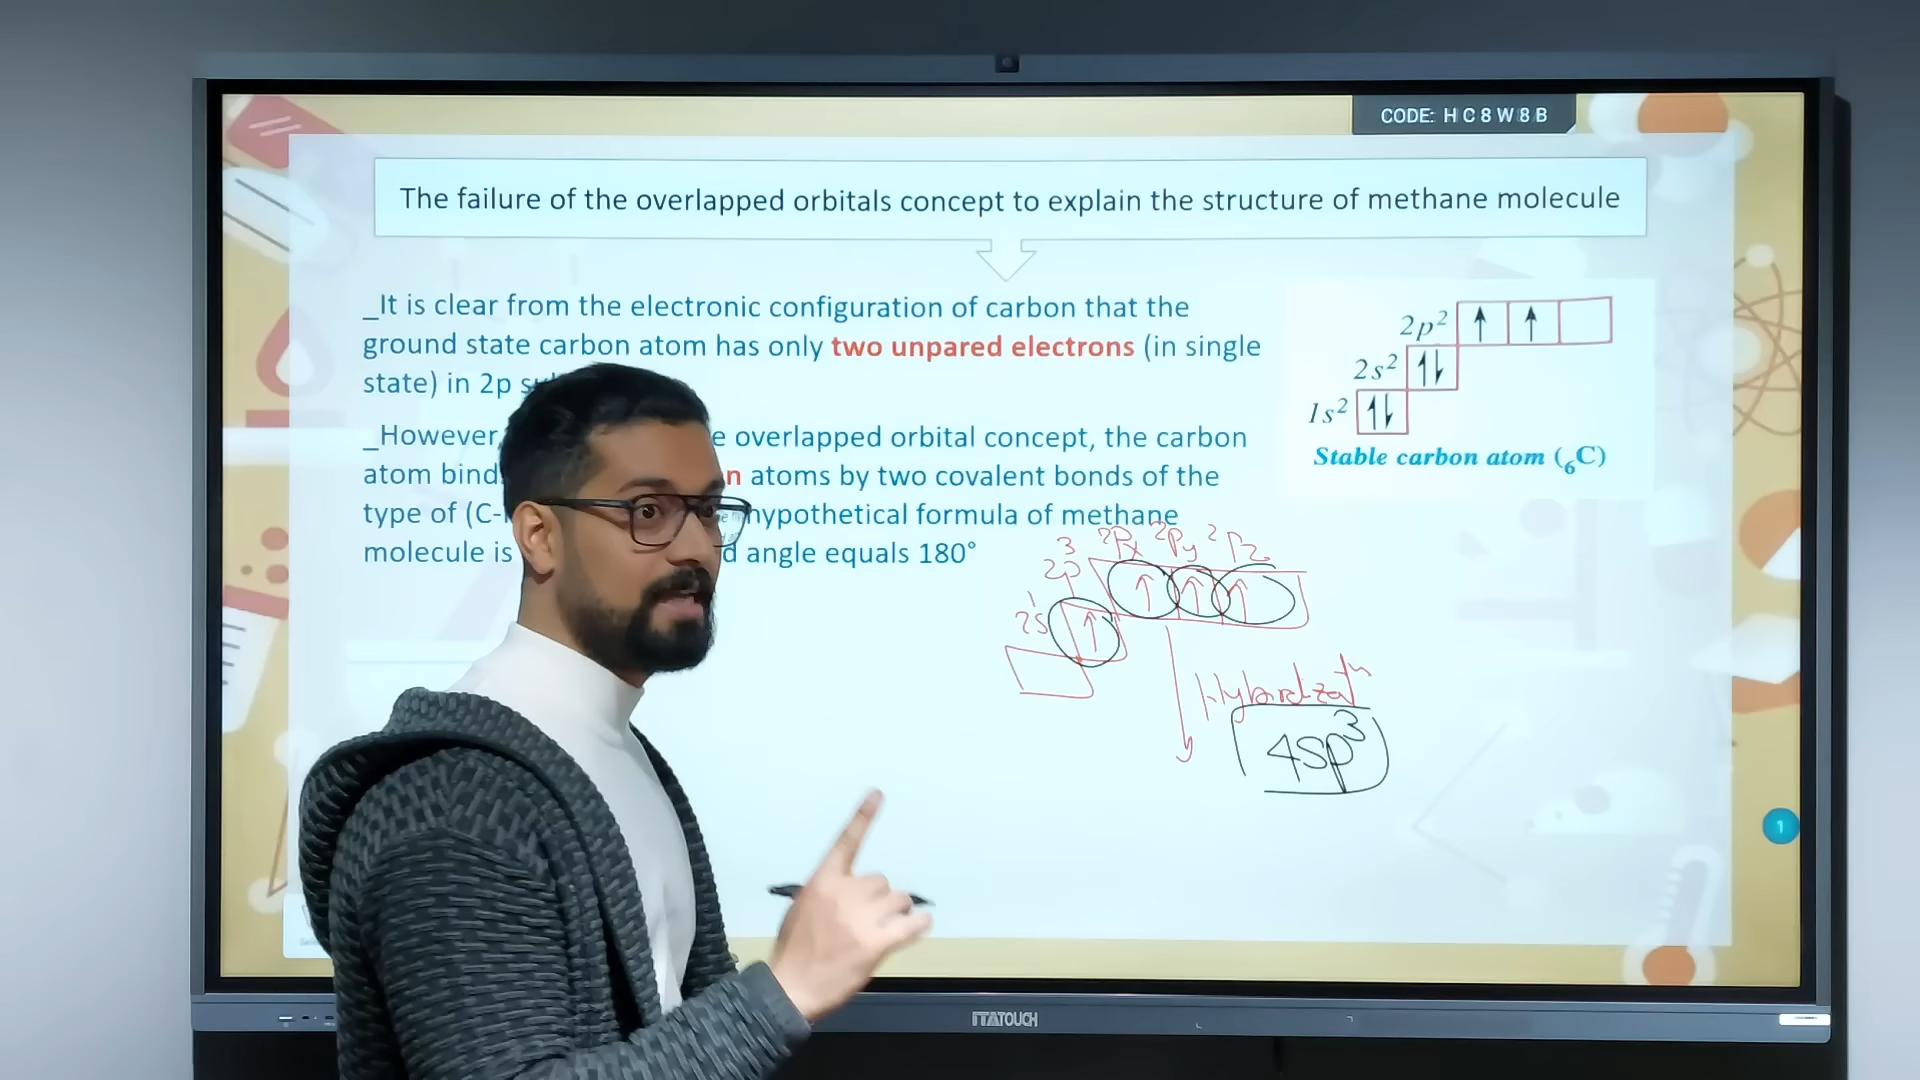 CODE: HC8W8B
The failure of the overlapped orbitals concept to explain the structure of methane molecule
_It is clear from the electronic configuration of carbon that the
ground state carbon atom has only two unpared electrons (in single
state) in 2p
_However, e overlapped orbital concept, the carbon
atom bind n atoms by two covalent bonds of the
type of (C- hypothetical formula of methane
molecule is d angle equals 180°
2p²
2s²
1s²
Stable carbon atom (₆C)
2Px 2Py 2Pz
2p³
2s¹
4sp³
1
ITATOUCH